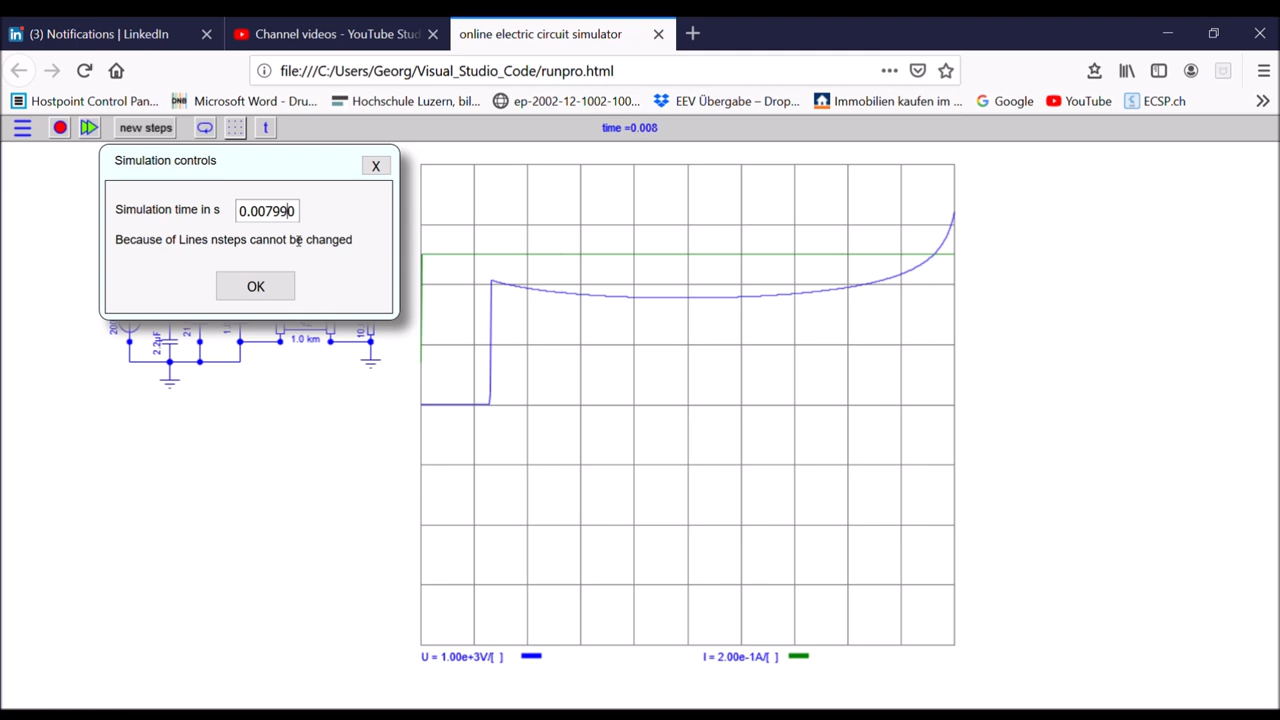 (3) Notifications | LinkedIn
Channel videos - YouTube Stud
online electric circuit simulator
file:///C:/Users/Georg/Visual_Studio_Code/runpro.html
Hostpoint Control Pan...
Microsoft Word - Dru...
Hochschule Luzern, bil...
ep-2002-12-1002-100...
EEV Übergabe – Drop...
Immobilien kaufen im ...
Google
YouTube
ECSP.ch
new steps
t
time =0.008
Simulation controls
X
Simulation time in s
0.007990
Because of Lines nsteps cannot be changed
OK
2.2µF
21
1.0 km
U = 1.00e+3V/[ ]
I = 2.00e-1A/[ ]